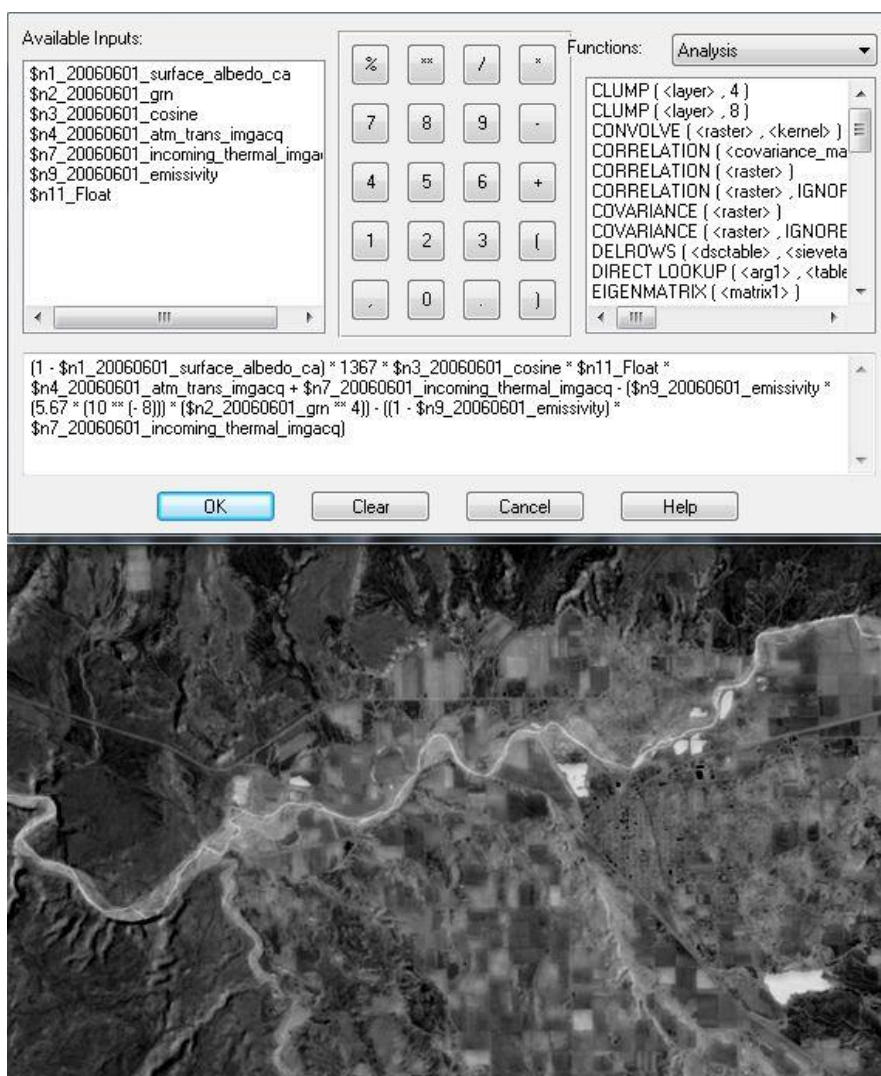 Available Inputs:
$n1_20060601_surface_albedo_ca
$n2_20060601_grn
$n3_20060601_cosine
$n4_20060601_atm_trans_imgacq
$n7_20060601_incoming_thermal_imgac
$n9_20060601_emissivity
$n11_Float
% ** / *
7 8 9 -
4 5 6 +
1 2 3 (
, 0 . )
Functions: Analysis
CLUMP ( <layer> , 4 )
CLUMP ( <layer> , 8 )
CONVOLVE ( <raster> , <kernel> )
CORRELATION ( <covariance_ma
CORRELATION ( <raster> )
CORRELATION ( <raster> , IGNOF
COVARIANCE ( <raster> )
COVARIANCE ( <raster> , IGNORE
DELROWS ( <dsctable> , <sieveta
DIRECT LOOKUP ( <arg1> , <table
EIGENMATRIX ( <matrix1> )
(1 - $n1_20060601_surface_albedo_ca) * 1367 * $n3_20060601_cosine * $n11_Float *
$n4_20060601_atm_trans_imgacq + $n7_20060601_incoming_thermal_imgacq - ($n9_20060601_emissivity *
(5.67 * (10 ** (- 8))) * ($n2_20060601_grn ** 4)) - ((1 - $n9_20060601_emissivity) *
$n7_20060601_incoming_thermal_imgacq)
OK Clear Cancel Help